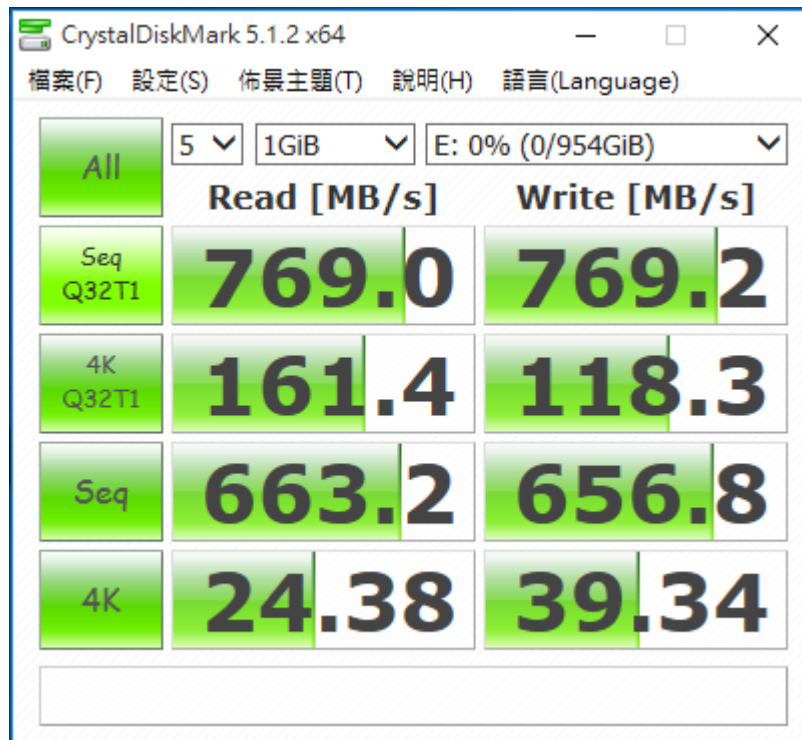 CrystalDiskMark 5.1.2 x64
檔案(F) 設定(S) 佈景主題(T) 說明(H) 語言(Language)
All 5 1GiB E: 0% (0/954GiB)
Read [MB/s] Write [MB/s]
Seq Q32T1 769.0 769.2
4K Q32T1 161.4 118.3
Seq 663.2 656.8
4K 24.38 39.34